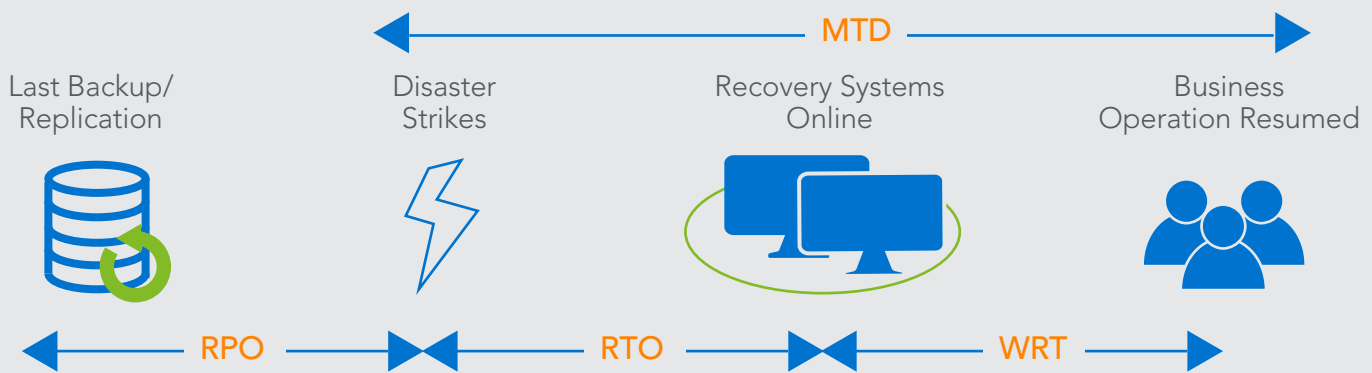 MTD
Last Backup/
Replication
Disaster
Strikes
Recovery Systems
Online
Business
Operation Resumed
RPO
RTO
WRT